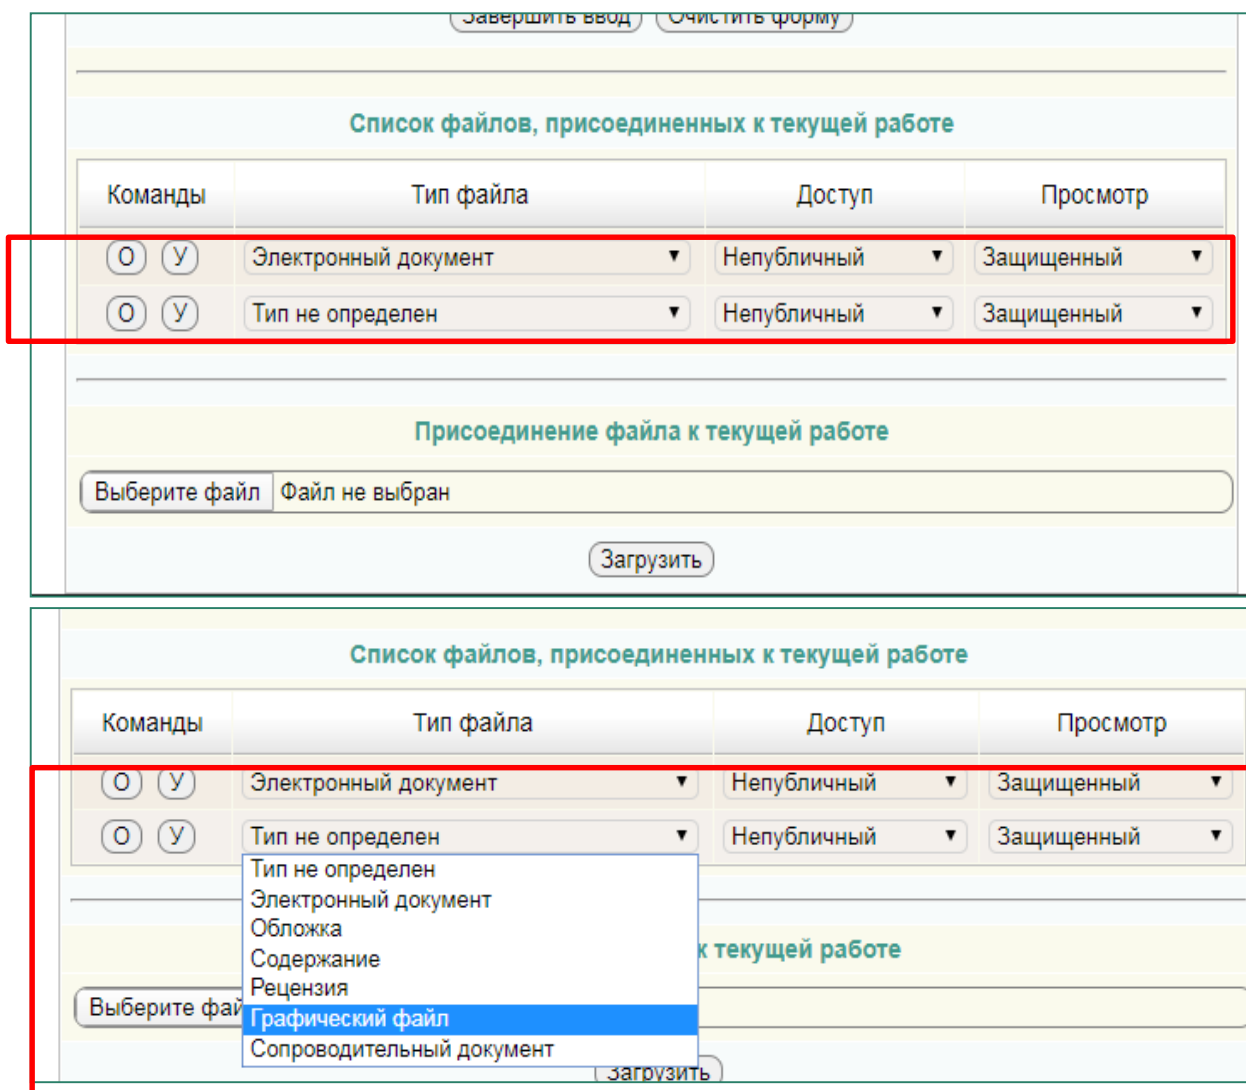 Завершить ввод Очистить форму
Список файлов, присоединенных к текущей работе
Команды Тип файла Доступ Просмотр
О У Электронный документ Непубличный Защищенный
О У Тип не определен Непубличный Защищенный
Присоединение файла к текущей работе
Выберите файл Файл не выбран
Загрузить
Список файлов, присоединенных к текущей работе
Команды Тип файла Доступ Просмотр
О У Электронный документ Непубличный Защищенный
О У Тип не определен Непубличный Защищенный
Тип не определен
Электронный документ
Обложка
Содержание
к текущей работе
Рецензия
Выберите фай
Графический файл
Сопроводительный документ
Загрузить